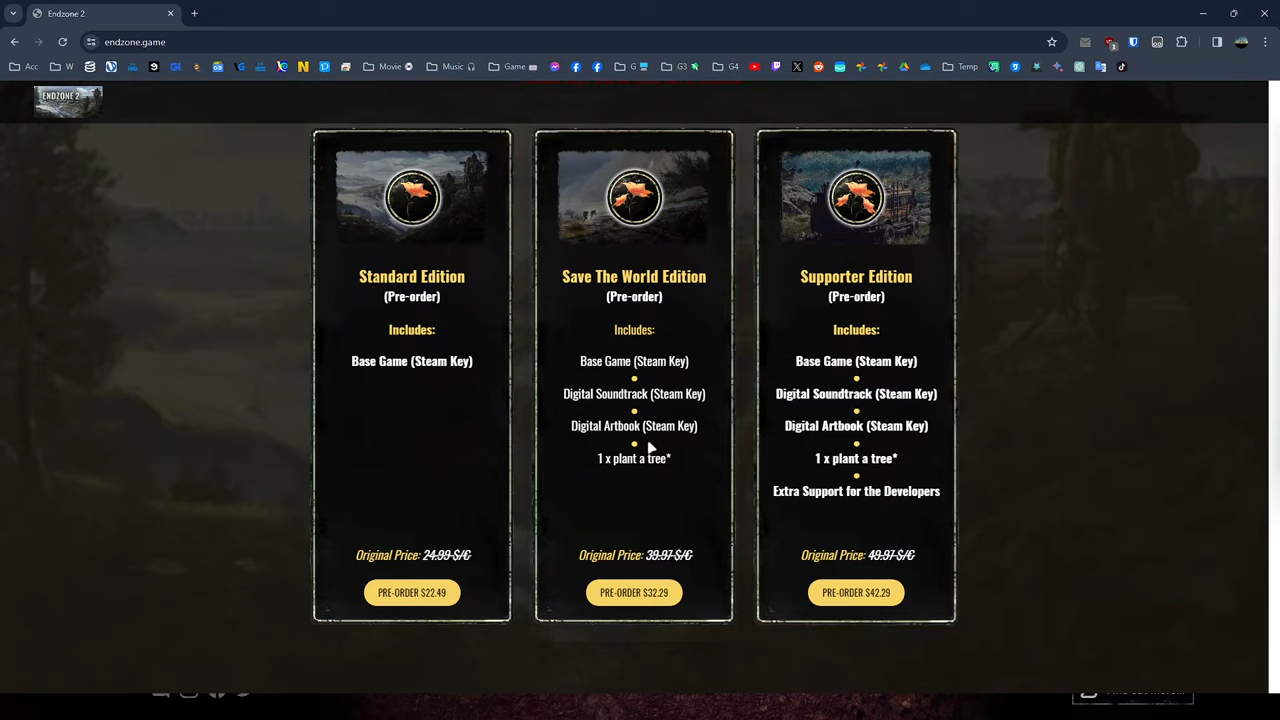 Endzone 2
endzone.game
Acc
W
Movie
Music
Game
G
G3
G4
Temp
ENDZONE 2
Standard Edition
(Pre-order)
Includes:
Base Game (Steam Key)
Original Price: 24.99 $/€
PRE-ORDER $22.49
Save The World Edition
(Pre-order)
Includes:
Base Game (Steam Key)
Digital Soundtrack (Steam Key)
Digital Artbook (Steam Key)
1 x plant a tree*
Original Price: 39.97 $/€
PRE-ORDER $32.29
Supporter Edition
(Pre-order)
Includes:
Base Game (Steam Key)
Digital Soundtrack (Steam Key)
Digital Artbook (Steam Key)
1 x plant a tree*
Extra Support for the Developers
Original Price: 49.97 $/€
PRE-ORDER $42.29